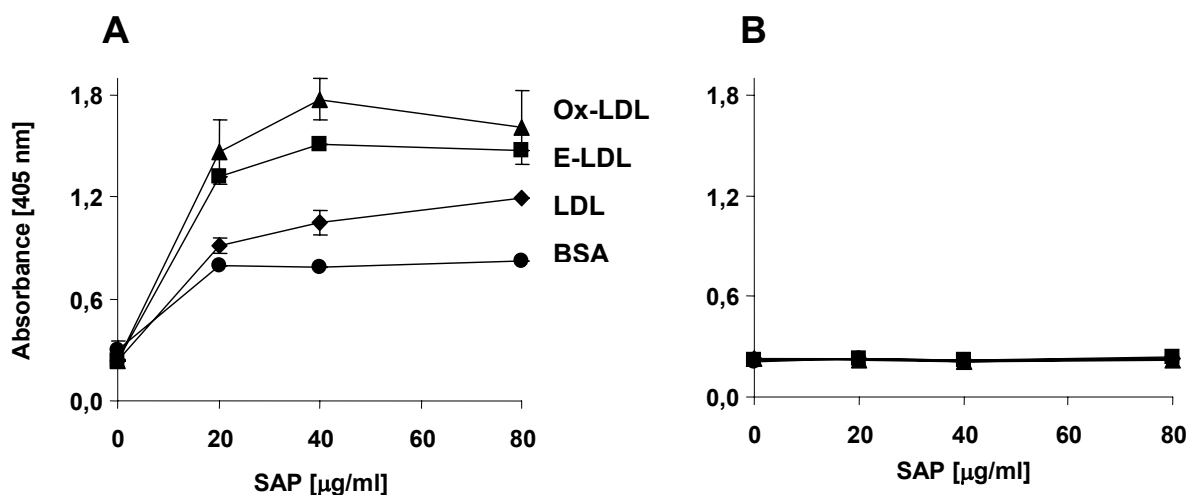 A
B
Absorbance [405 nm]
1,8
1,2
0,6
0,0
0 20 40 60 80
SAP [µg/ml]
Ox-LDL
E-LDL
LDL
BSA
1,8
1,2
0,6
0,0
0 20 40 60 80
SAP [µg/ml]